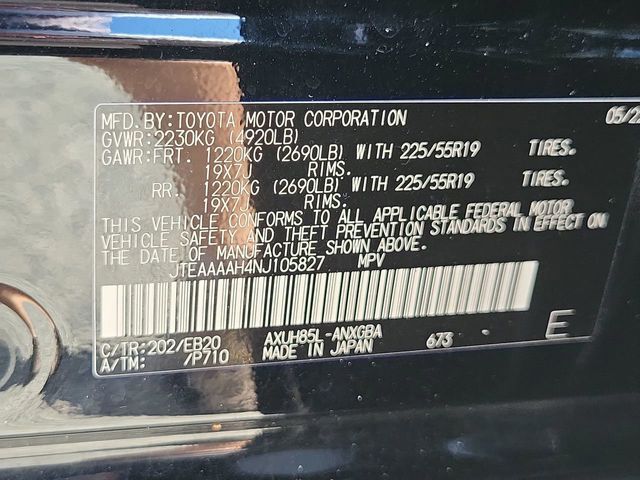 MFD. BY: TOYOTA MOTOR CORPORATION 05/22
GVWR: 2230KG (4920LB)
GAWR: FRT. 1220KG (2690LB) WITH 225/55R19 TIRES.
19X7J RIMS.
RR. 1220KG (2690LB) WITH 225/55R19 TIRES.
19X7J RIMS.
THIS VEHICLE CONFORMS TO ALL APPLICABLE FEDERAL MOTOR
VEHICLE SAFETY AND THEFT PREVENTION STANDARDS IN EFFECT ON
THE DATE OF MANUFACTURE SHOWN ABOVE.
JTEAAAAH4NJ105827 MPV
C/TR: 202/EB20 AXUH85L-ANXGBA 673 E
A/TM: /P710 MADE IN JAPAN